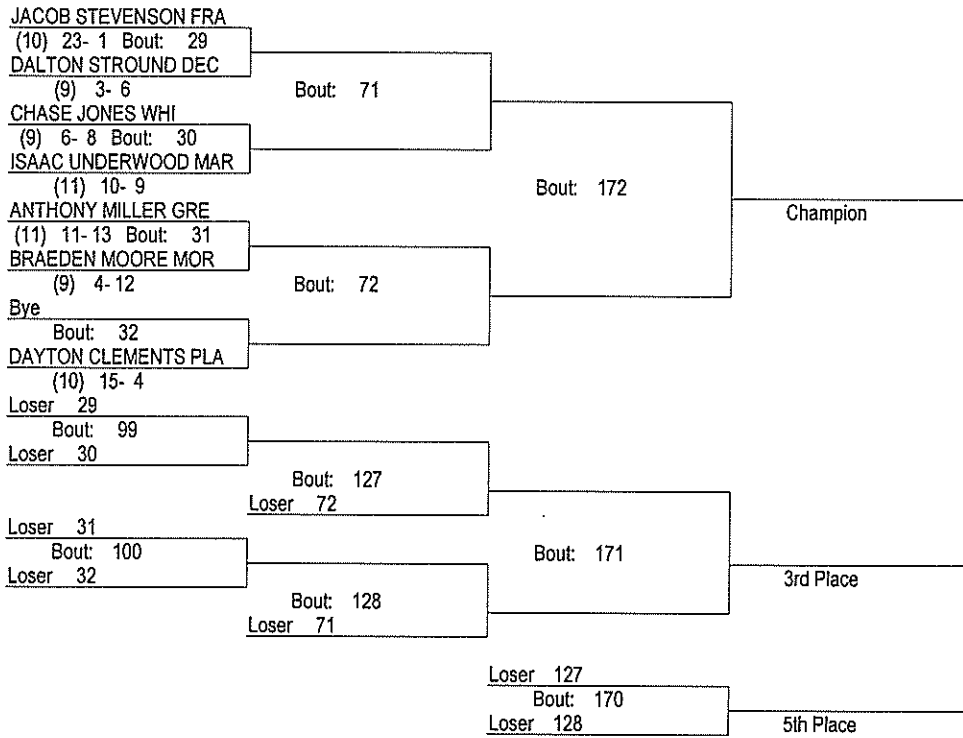 JACOB STEVENSON FRA
(10) 23- 1 Bout: 29
DALTON STROUND DEC
(9) 3- 6
Bout: 71
CHASE JONES WHI
(9) 6- 8 Bout: 30
ISAAC UNDERWOOD MAR
(11) 10- 9
Bout: 172
Champion
ANTHONY MILLER GRE
(11) 11- 13 Bout: 31
BRAEDEN MOORE MOR
(9) 4- 12
Bout: 72
Bye
Bout: 32
DAYTON CLEMENTS PLA
(10) 15- 4
Loser 29
Bout: 99
Loser 30
Bout: 127
Loser 72
Loser 31
Bout: 100
Loser 32
Bout: 171
3rd Place
Bout: 128
Loser 71
Loser 127
Bout: 170
Loser 128
5th Place